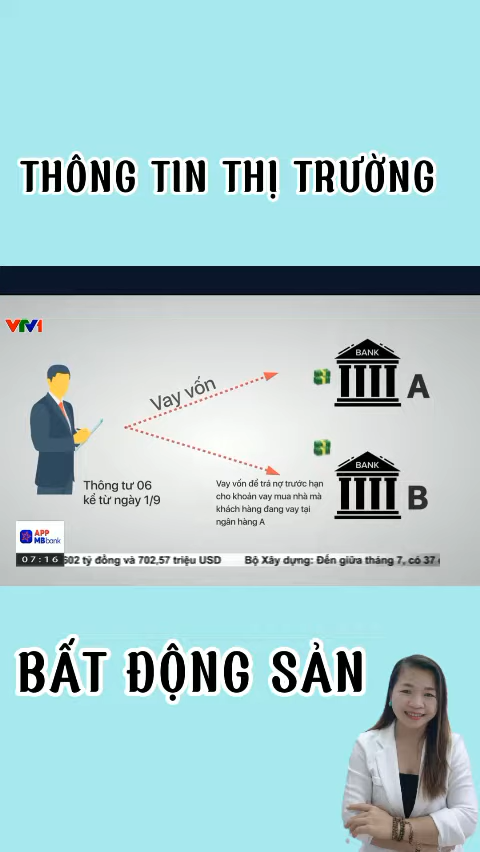 THÔNG TIN THỊ TRƯỜNG
VTV1
BANK
A
Vay vốn
BANK
B
Thông tư 06
kể từ ngày 1/9
Vay vốn để trả nợ trước hạn
cho khoản vay mua nhà mà
khách hàng đang vay tại
ngân hàng A
APP
MBbank
07:16
602 tỷ đồng và 702,57 triệu USD Bộ Xây dựng: Đến giữa tháng 7, có 37
BẤT ĐỘNG SẢN